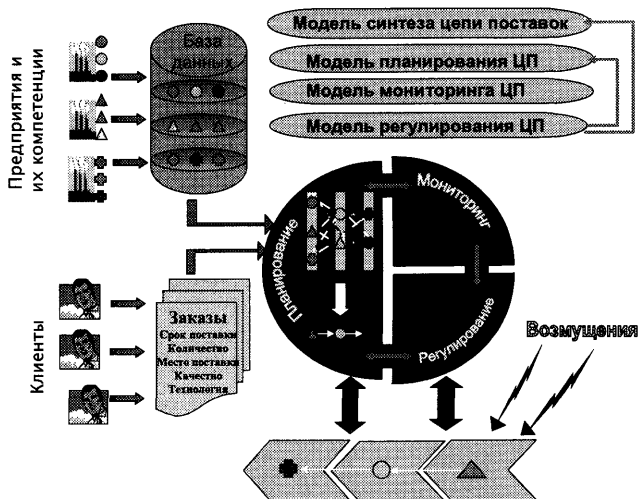 Модель синтеза цепи поставок
Модель планирования ЦП
Модель мониторинга ЦП
Модель регулирования ЦП
Предприятия и
их компетенции
База
данных
Планирование
Мониторинг
Регулирование
Клиенты
Заказы
Срок поставки
Количество
Место поставки
Качество
Технология
Возмущения